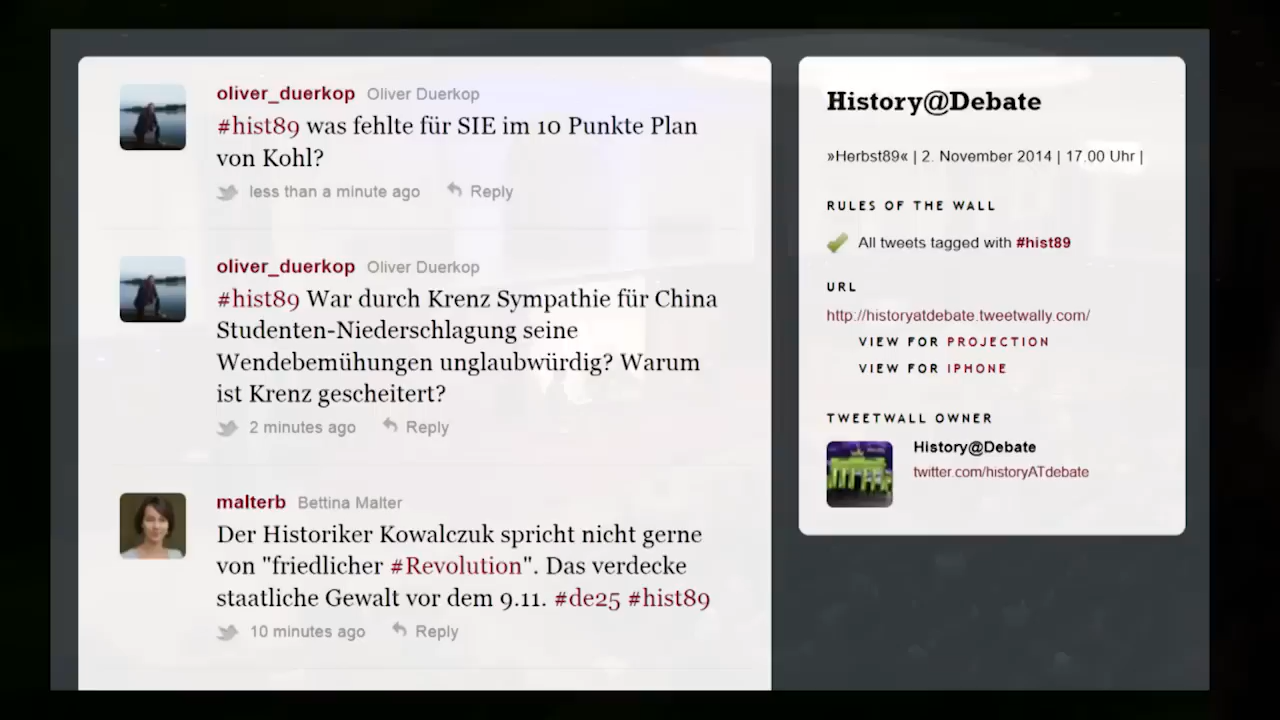 oliver_duerkop Oliver Duerkop
#hist89 was fehlte für SIE im 10 Punkte Plan
von Kohl?
less than a minute ago Reply
oliver_duerkop Oliver Duerkop
#hist89 War durch Krenz Sympathie für China
Studenten-Niederschlagung seine
Wendebemühungen unglaubwürdig? Warum
ist Krenz gescheitert?
2 minutes ago Reply
malterb Bettina Malter
Der Historiker Kowalczuk spricht nicht gerne
von "friedlicher #Revolution". Das verdecke
staatliche Gewalt vor dem 9.11. #de25 #hist89
10 minutes ago Reply
History@Debate
»Herbst89« | 2. November 2014 | 17.00 Uhr |
RULES OF THE WALL
All tweets tagged with #hist89
URL
http://historyatdebate.tweetwally.com/
VIEW FOR PROJECTION
VIEW FOR IPHONE
TWEETWALL OWNER
History@Debate
twitter.com/historyATdebate